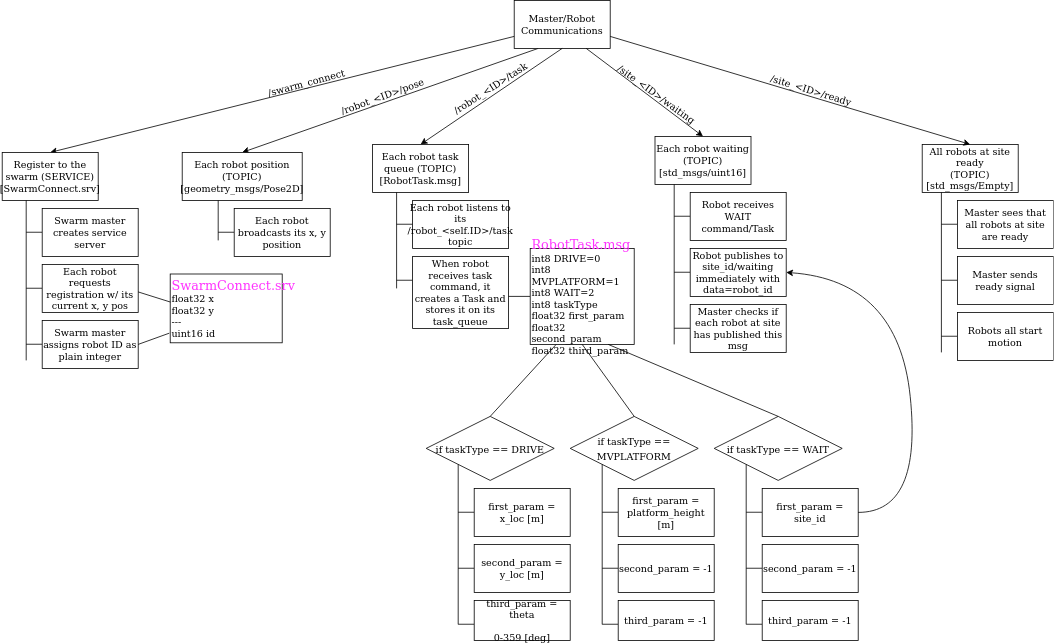 Master/Robot
Communications
/swarm_connect
/robot_<ID>/pose
/robot_<ID>/task
/site_<ID>/waiting
/site_<ID>/ready
Register to the
swarm (SERVICE)
[SwarmConnect.srv]
Swarm master
creates service
server
Each robot
requests
registration w/ its
current x, y pos
Swarm master
assigns robot ID as
plain integer
SwarmConnect.srv
float32 x
float32 y
---
uint16 id
Each robot position
(TOPIC)
[geometry_msgs/Pose2D]
Each robot
broadcasts its x, y
position
Each robot task
queue (TOPIC)
[RobotTask.msg]
Each robot listens to
its
/robot_<self.ID>/task
topic
When robot
receives task
command, it
creates a Task and
stores it on its
task_queue
RobotTask.msg
int8 DRIVE=0
int8
MVPLATFORM=1
int8 WAIT=2
int8 taskType
float32 first_param
float32
second_param
float32 third_param
Each robot waiting
(TOPIC)
[std_msgs/uint16]
Robot receives
WAIT
command/Task
Robot publishes to
site_id/waiting
immediately with
data=robot_id
Master checks if
each robot at site
has published this
msg
All robots at site
ready
(TOPIC)
[std_msgs/Empty]
Master sees that
all robots at site
are ready
Master sends
ready signal
Robots all start
motion
if taskType == DRIVE
first_param =
x_loc [m]
second_param =
y_loc [m]
third_param =
theta
0-359 [deg]
if taskType ==
MVPLATFORM
first_param =
platform_height
[m]
second_param = -1
third_param = -1
if taskType == WAIT
first_param =
site_id
second_param = -1
third_param = -1